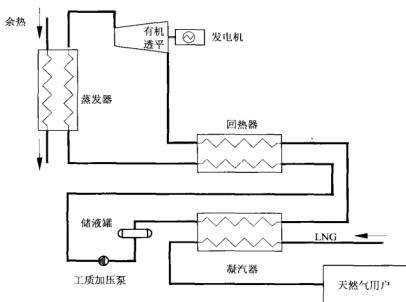 余热
有机
透平
发电机
蒸发器
回热器
储液罐
LNG
工质加压泵
凝汽器
天然气用户